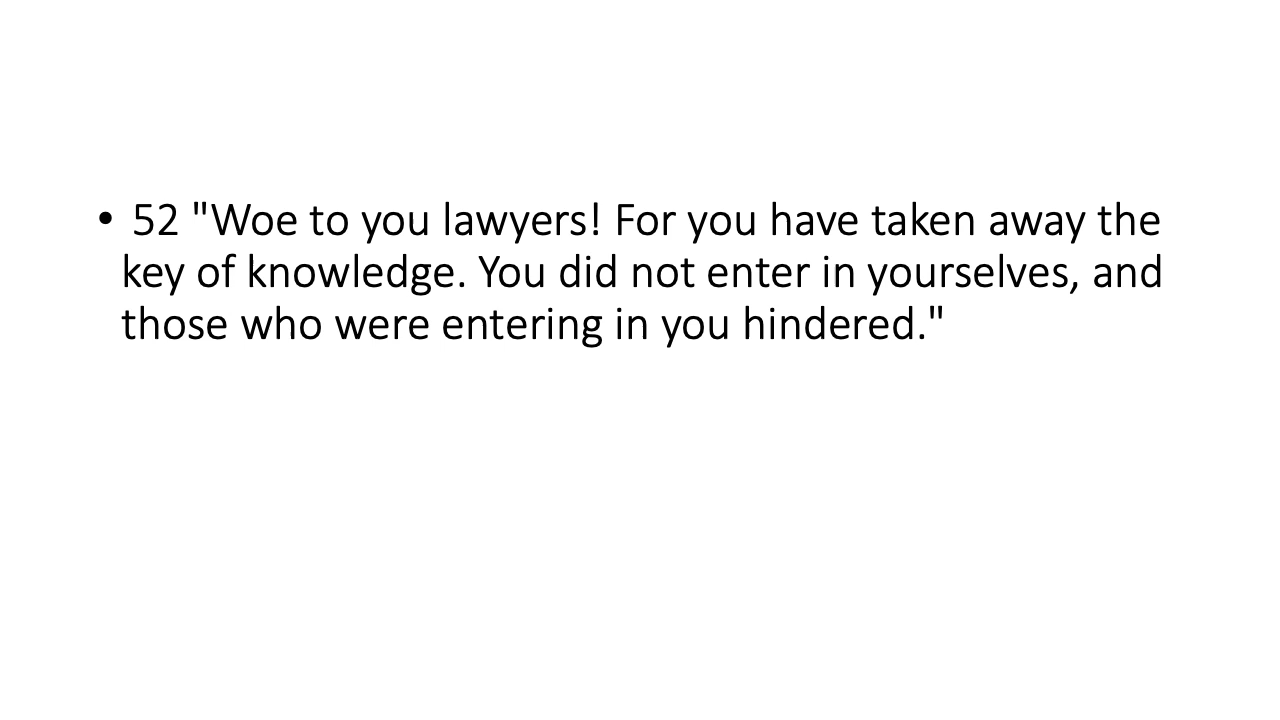 • 52 "Woe to you lawyers! For you have taken away the
key of knowledge. You did not enter in yourselves, and
those who were entering in you hindered."